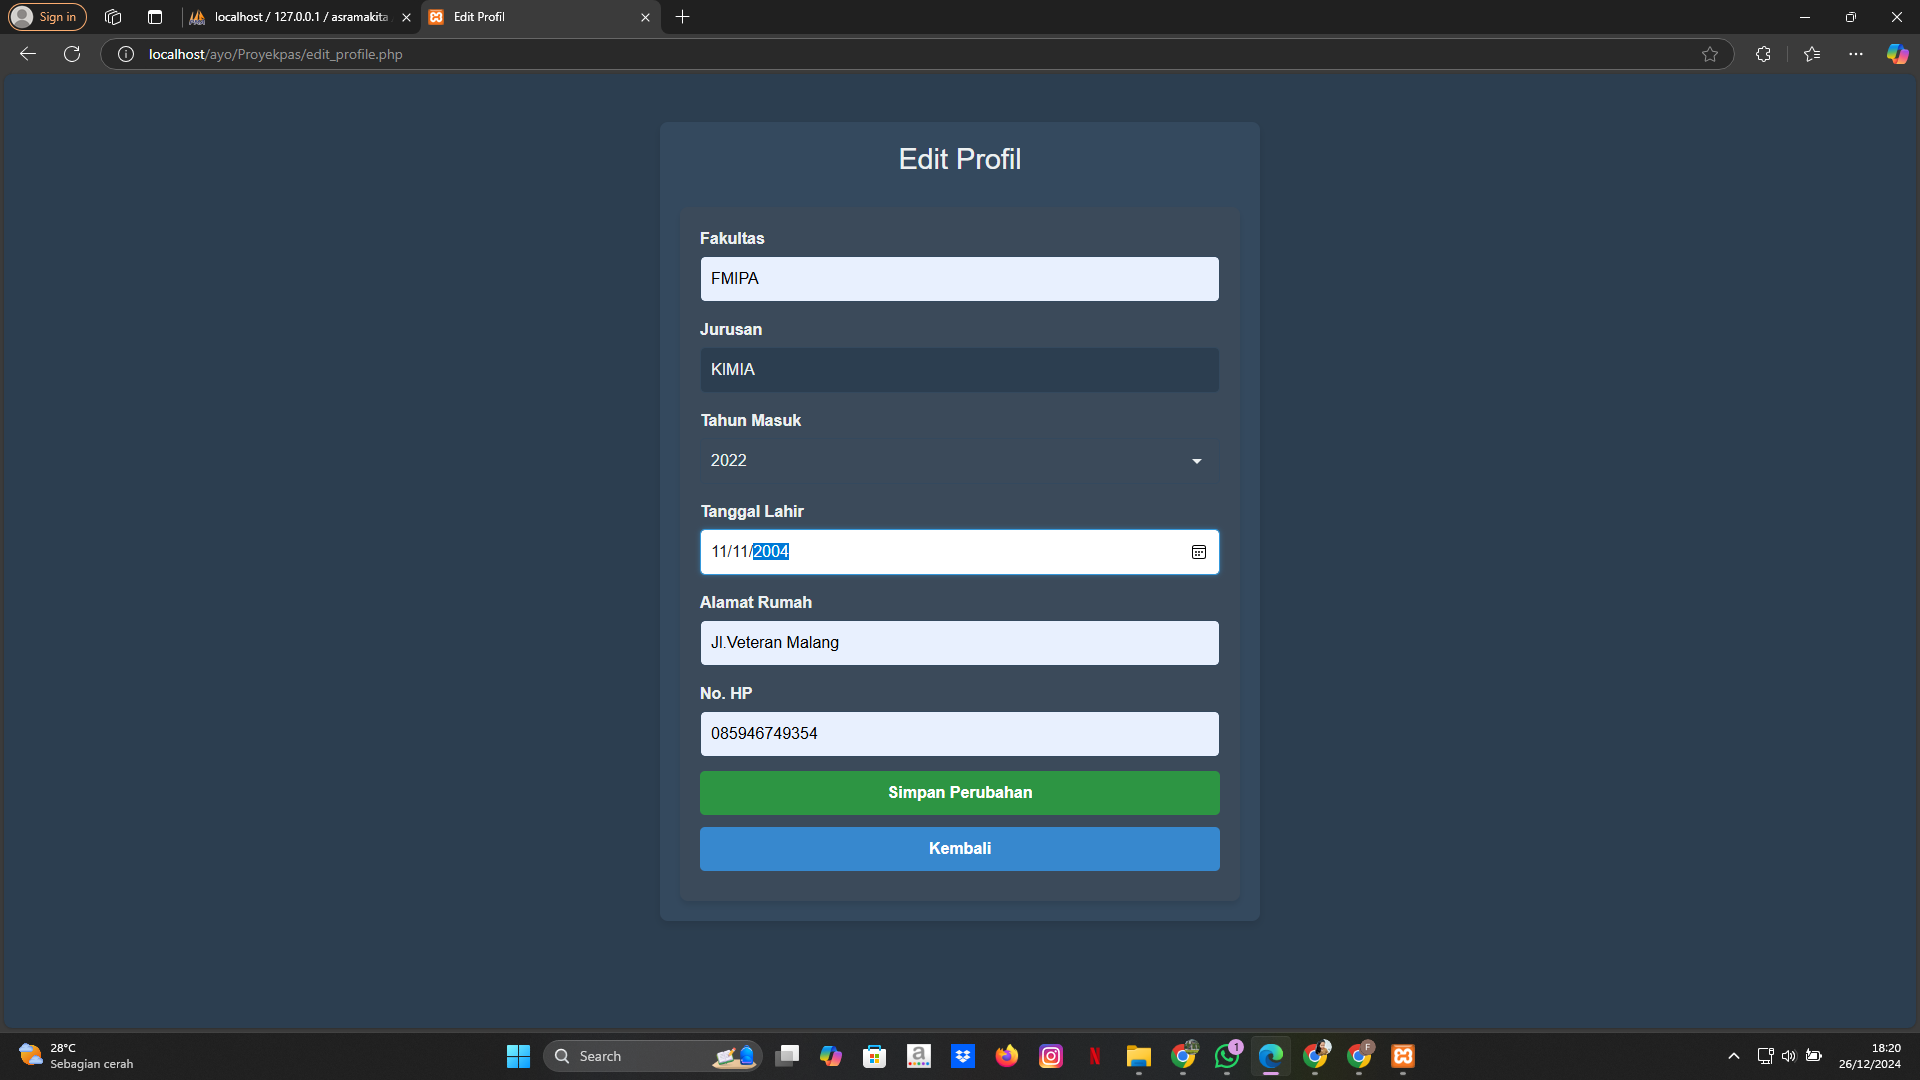 Sign in
localhost / 127.0.0.1 / asramakita
Edit Profil
localhost/ayo/Proyekpas/edit_profile.php
Edit Profil
Fakultas
FMIPA
Jurusan
KIMIA
Tahun Masuk
2022
Tanggal Lahir
11/11/2004
Alamat Rumah
Jl.Veteran Malang
No. HP
085946749354
Simpan Perubahan
Kembali
28°C
Sebagian cerah
Search
1
F
18:20
26/12/2024